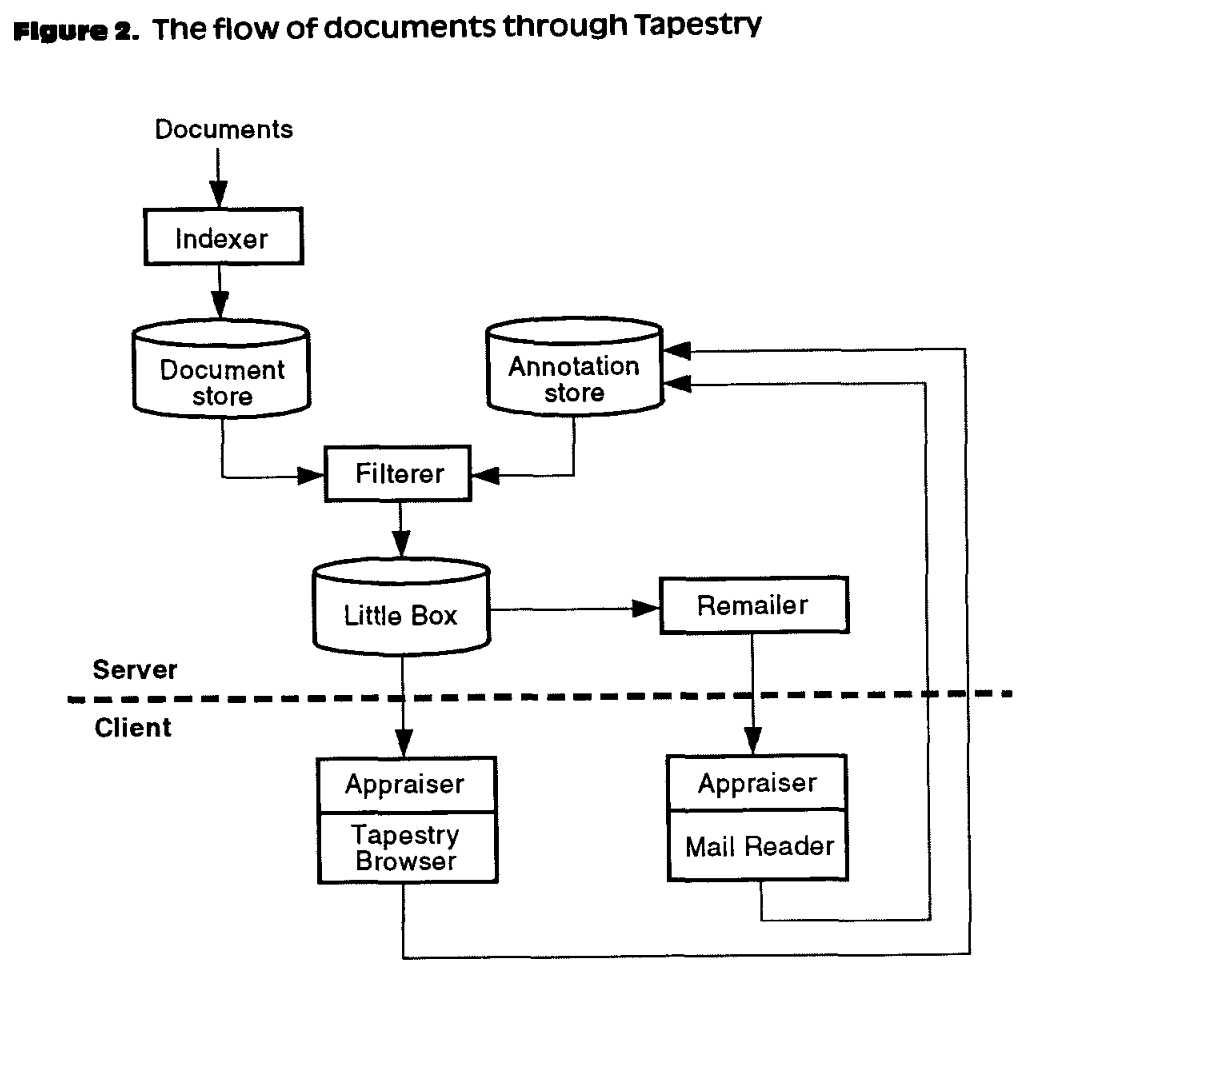 Figure 2. The flow of documents through Tapestry
Documents
Indexer
Document
store
Annotation
store
Filterer
Little Box
Remailer
Server
Client
Appraiser
Tapestry
Browser
Appraiser
Mail Reader